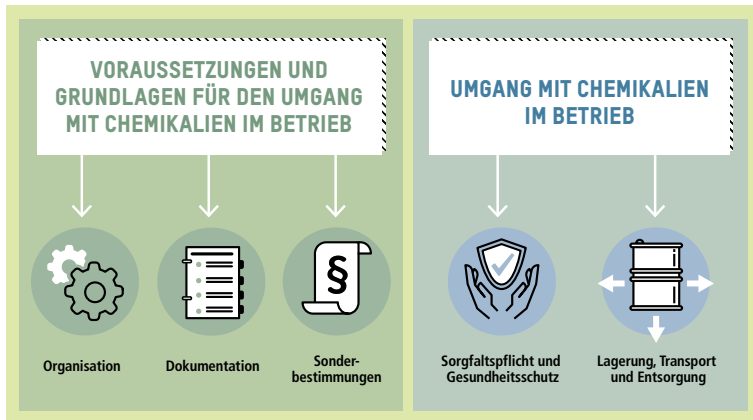 VORAUSSETZUNGEN UND
GRUNDLAGEN FÜR DEN UMGANG
MIT CHEMIKALIEN IM BETRIEB
§
Organisation
Dokumentation
Sonder-
bestimmungen
UMGANG MIT CHEMIKALIEN
IM BETRIEB
Sorgfaltspflicht und
Gesundheitsschutz
Lagerung, Transport
und Entsorgung